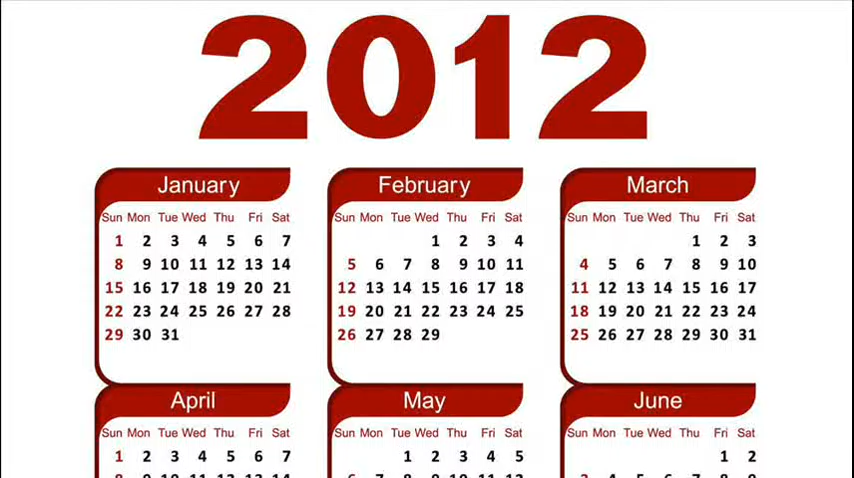 2012
January February March
Sun Mon Tue Wed Thu Fri Sat Sun Mon Tue Wed Thu Fri Sat Sun Mon Tue Wed Thu Fri Sat
1 2 3 4 5 6 7 1 2 3 4 1 2 3
8 9 10 11 12 13 14 5 6 7 8 9 10 11 4 5 6 7 8 9 10
15 16 17 18 19 20 21 12 13 14 15 16 17 18 11 12 13 14 15 16 17
22 23 24 25 26 27 28 19 20 21 22 23 24 25 18 19 20 21 22 23 24
29 30 31 26 27 28 29 25 26 27 28 29 30 31
April May June
Sun Mon Tue Wed Thu Fri Sat Sun Mon Tue Wed Thu Fri Sat Sun Mon Tue Wed Thu Fri Sat
1 2 3 4 5 6 7 1 2 3 4 5 1 2